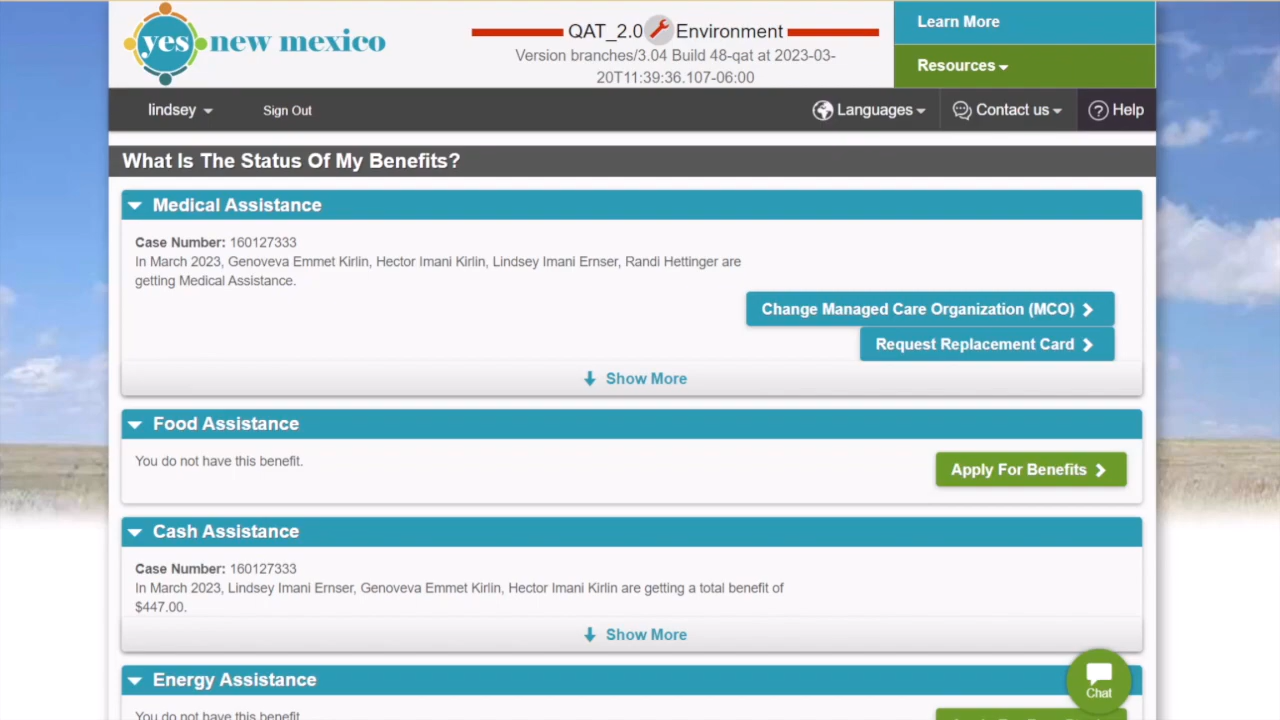 yes new mexico
QAT_2.0 Environment
Version branches/3.04 Build 48-qat at 2023-03-
20T11:39:36.107-06:00
Learn More
Resources
lindsey
Sign Out
Languages
Contact us
? Help
What Is The Status Of My Benefits?
Medical Assistance
Case Number: 160127333
In March 2023, Genoveva Emmet Kirlin, Hector Imani Kirlin, Lindsey Imani Ernser, Randi Hettinger are
getting Medical Assistance.
Change Managed Care Organization (MCO)
Request Replacement Card
Show More
Food Assistance
You do not have this benefit.
Apply For Benefits
Cash Assistance
Case Number: 160127333
In March 2023, Lindsey Imani Ernser, Genoveva Emmet Kirlin, Hector Imani Kirlin are getting a total benefit of
$447.00.
Show More
Energy Assistance
Chat
You do not have this benefit.